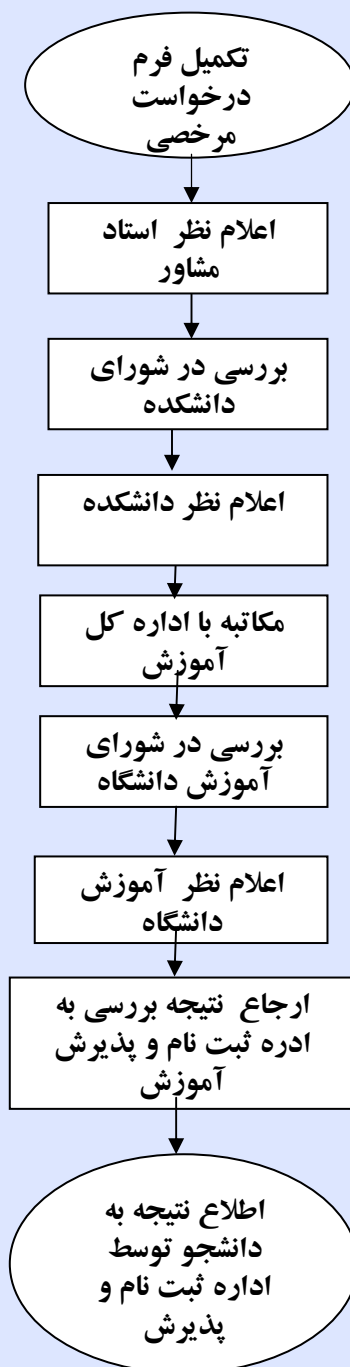 تکمیل فرم
درخواست
مرخصی
اعلام نظر استاد
مشاور
بررسی در شورای
دانشکده
اعلام نظر دانشکده
مکاتبه با اداره کل
آموزش
بررسی در شورای
آموزش دانشگاه
اعلام نظر آموزش
دانشگاه
ارجاع نتیجه بررسی به
ادره ثبت نام و پذیرش
آموزش
اطلاع نتیجه به
دانشجو توسط
اداره ثبت نام و
پذیرش